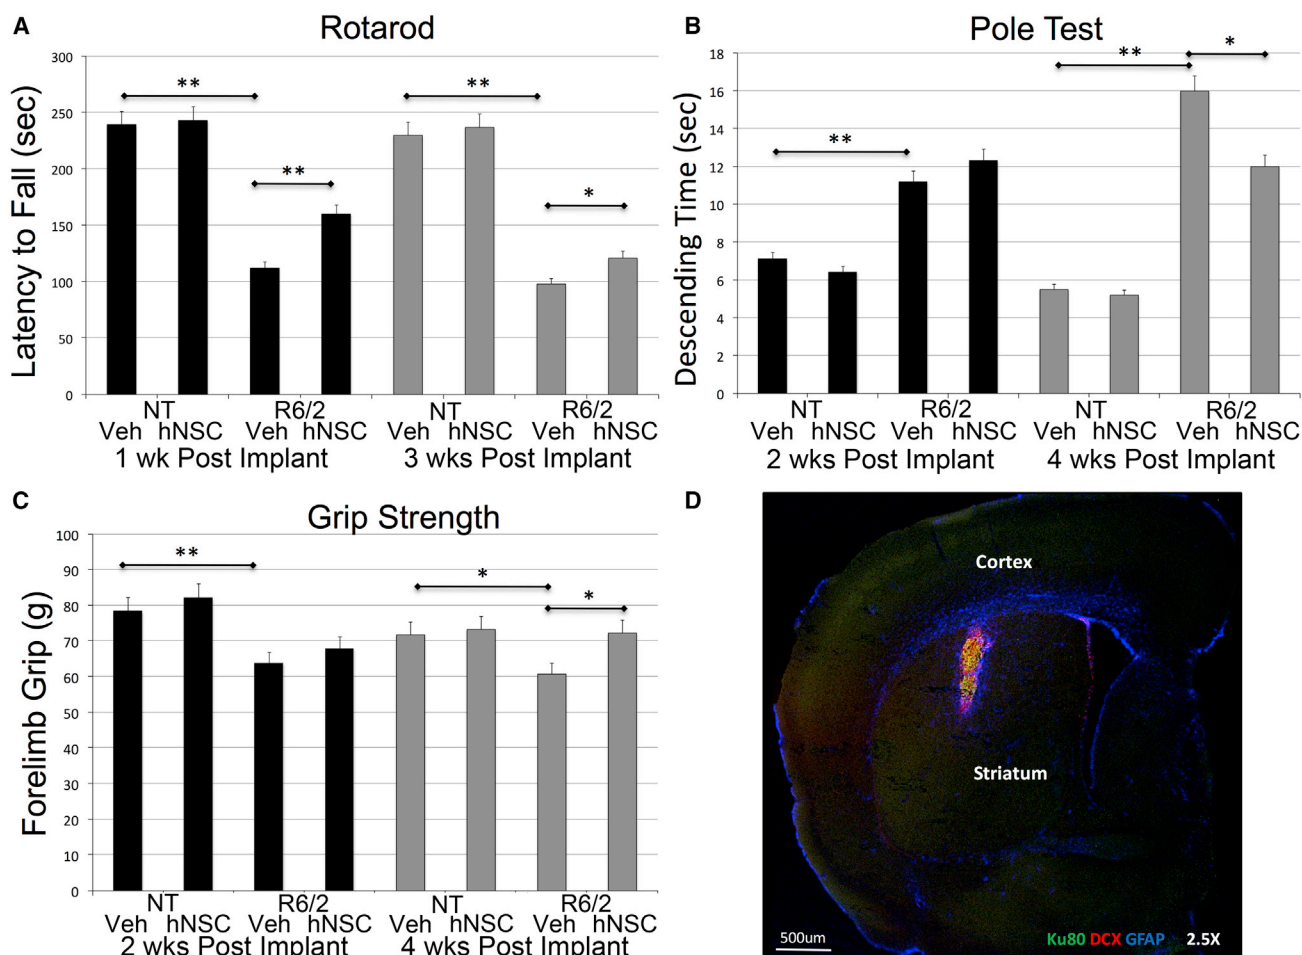 A
Rotarod
Latency to Fall (sec)
300
250
200
150
100
50
0
**
**
**
*
NT
R6/2
NT
R6/2
Veh hNSC Veh hNSC Veh hNSC Veh hNSC
1 wk Post Implant
3 wks Post Implant
B
Pole Test
Descending Time (sec)
18
16
14
12
10
8
6
4
2
0
**
**
*
NT
R6/2
NT
R6/2
Veh hNSC Veh hNSC Veh hNSC Veh hNSC
2 wks Post Implant
4 wks Post Implant
C
Grip Strength
Forelimb Grip (g)
100
90
80
70
60
50
40
30
20
10
0
**
*
*
NT
R6/2
NT
R6/2
Veh hNSC Veh hNSC Veh hNSC Veh hNSC
2 wks Post Implant
4 wks Post Implant
D
Cortex
Striatum
500um
Ku80 DCX GFAP 2.5X